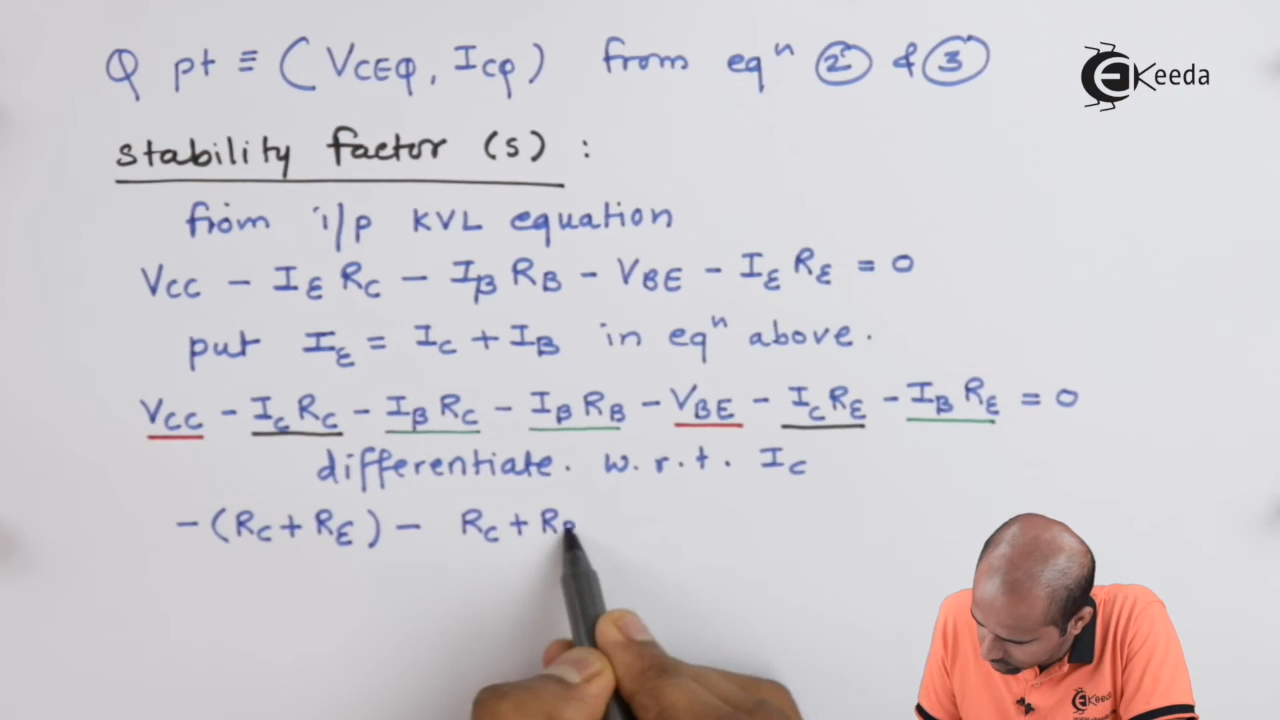 Q pt ≡ ( VCEQ , ICQ ) from eqⁿ ② & ③
EKeeda
Stability factor (s) :
from i/p KVL equation
VCC - IE RC - IB RB - VBE - IE RE = 0
put IE = IC + IB in eqⁿ above.
VCC - IC RC - IB RC - IB RB - VBE - IC RE - IB RE = 0
differentiate. w.r.t. IC
- (RC + RE) - RC + RB
EKeeda